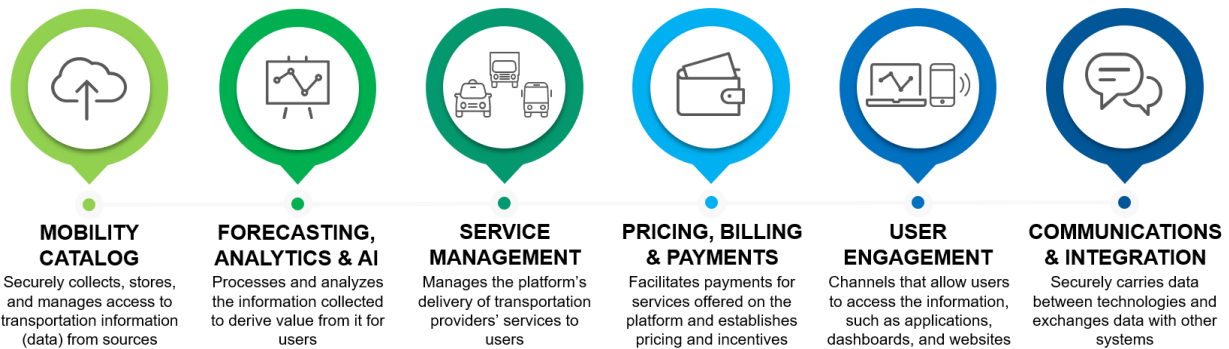 MOBILITY
CATALOG
Securely collects, stores,
and manages access to
transportation information
(data) from sources
FORECASTING,
ANALYTICS & AI
Processes and analyzes
the information collected
to derive value from it for
users
SERVICE
MANAGEMENT
Manages the platform's
delivery of transportation
providers' services to
users
PRICING, BILLING
& PAYMENTS
Facilitates payments for
services offered on the
platform and establishes
pricing and incentives
USER
ENGAGEMENT
Channels that allow users
to access the information,
such as applications,
dashboards, and websites
COMMUNICATIONS
& INTEGRATION
Securely carries data
between technologies and
exchanges data with other
systems